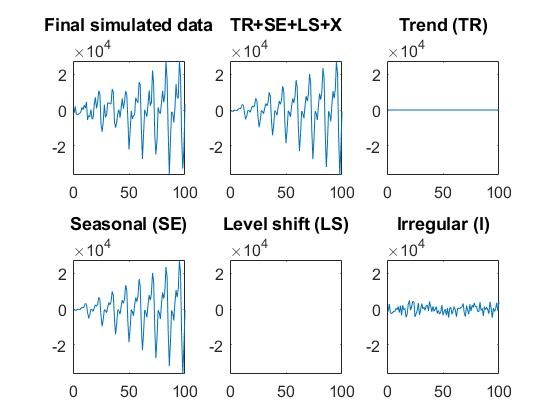 Final simulated data TR+SE+LS+X Trend (TR)
×10^4 ×10^4
2 2 2
0 0 0
-2 -2 -2
0 50 100 0 50 100 0 50 100
Seasonal (SE) Level shift (LS) Irregular (I)
×10^4 ×10^4 ×10^4
2 2 2
0 0 0
-2 -2 -2
0 50 100 0 50 100 0 50 100